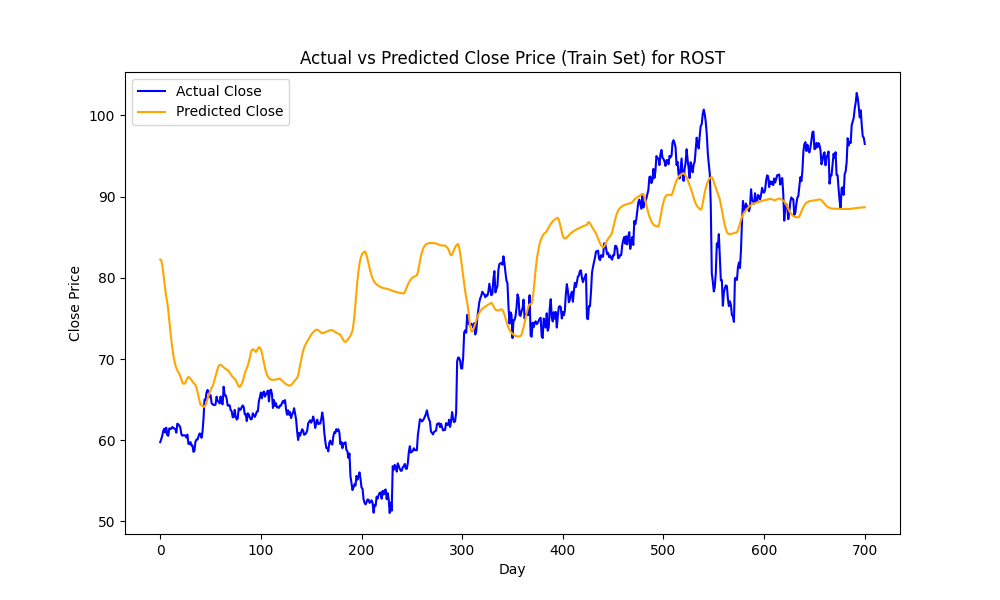 Actual vs Predicted Close Price (Train Set) for ROST
Actual Close
Predicted Close
Close Price
100
90
80
70
60
50
0 100 200 300 400 500 600 700
Day